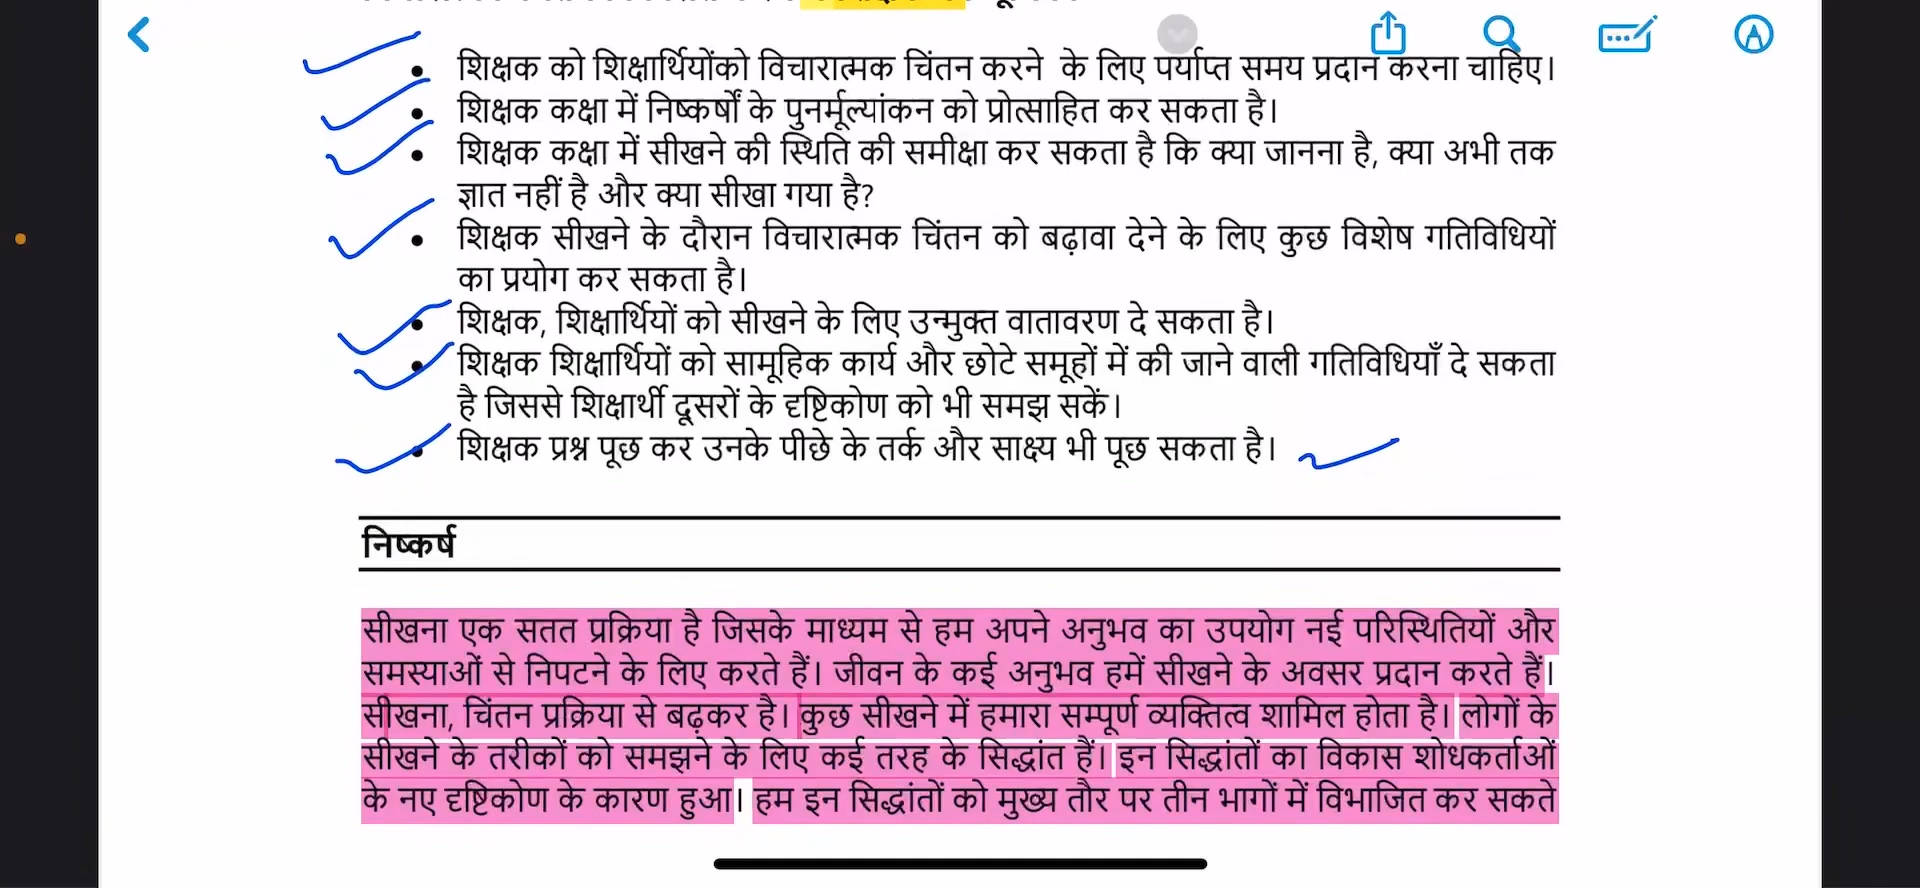 • शिक्षक को शिक्षार्थियोंको विचारात्मक चिंतन करने के लिए पर्याप्त समय प्रदान करना चाहिए।
• शिक्षक कक्षा में निष्कर्षों के पुनर्मूल्यांकन को प्रोत्साहित कर सकता है।
• शिक्षक कक्षा में सीखने की स्थिति की समीक्षा कर सकता है कि क्या जानना है, क्या अभी तक
ज्ञात नहीं है और क्या सीखा गया है?
• शिक्षक सीखने के दौरान विचारात्मक चिंतन को बढ़ावा देने के लिए कुछ विशेष गतिविधियों
का प्रयोग कर सकता है।
• शिक्षक, शिक्षार्थियों को सीखने के लिए उन्मुक्त वातावरण दे सकता है।
• शिक्षक शिक्षार्थियों को सामूहिक कार्य और छोटे समूहों में की जाने वाली गतिविधियाँ दे सकता
है जिससे शिक्षार्थी दूसरों के दृष्टिकोण को भी समझ सकें।
• शिक्षक प्रश्न पूछ कर उनके पीछे के तर्क और साक्ष्य भी पूछ सकता है।
निष्कर्ष
सीखना एक सतत प्रक्रिया है जिसके माध्यम से हम अपने अनुभव का उपयोग नई परिस्थितियों और
समस्याओं से निपटने के लिए करते हैं। जीवन के कई अनुभव हमें सीखने के अवसर प्रदान करते हैं।
सीखना, चिंतन प्रक्रिया से बढ़कर है। कुछ सीखने में हमारा सम्पूर्ण व्यक्तित्व शामिल होता है। लोगों के
सीखने के तरीकों को समझने के लिए कई तरह के सिद्धांत हैं। इन सिद्धांतों का विकास शोधकर्ताओं
के नए दृष्टिकोण के कारण हुआ। हम इन सिद्धांतों को मुख्य तौर पर तीन भागों में विभाजित कर सकते